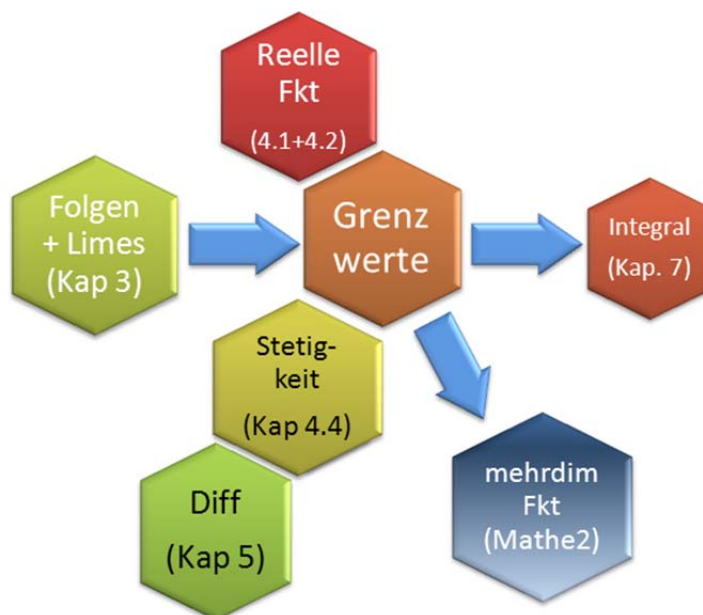 Reelle
Fkt
(4.1+4.2)
Folgen
+ Limes
(Kap 3)
Grenz
werte
Integral
(Kap. 7)
Stetig-
keit
(Kap 4.4)
mehrdim
Fkt
(Mathe2)
Diff
(Kap 5)